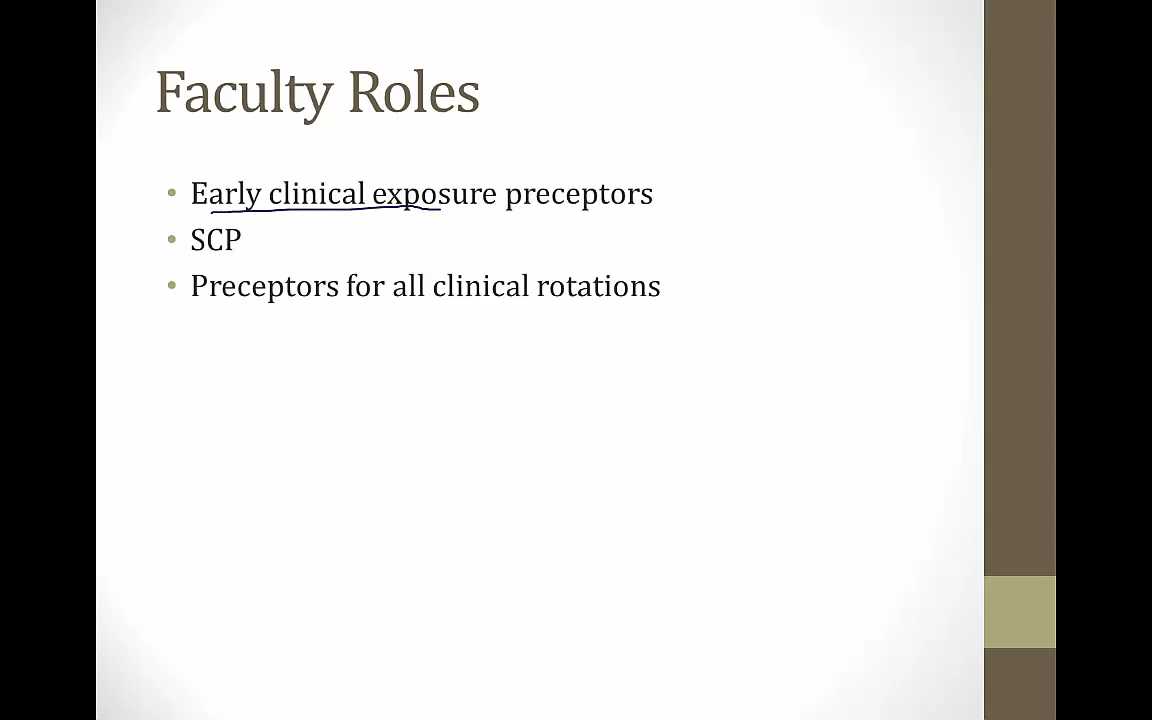 Faculty Roles
• Early clinical exposure preceptors
• SCP
• Preceptors for all clinical rotations